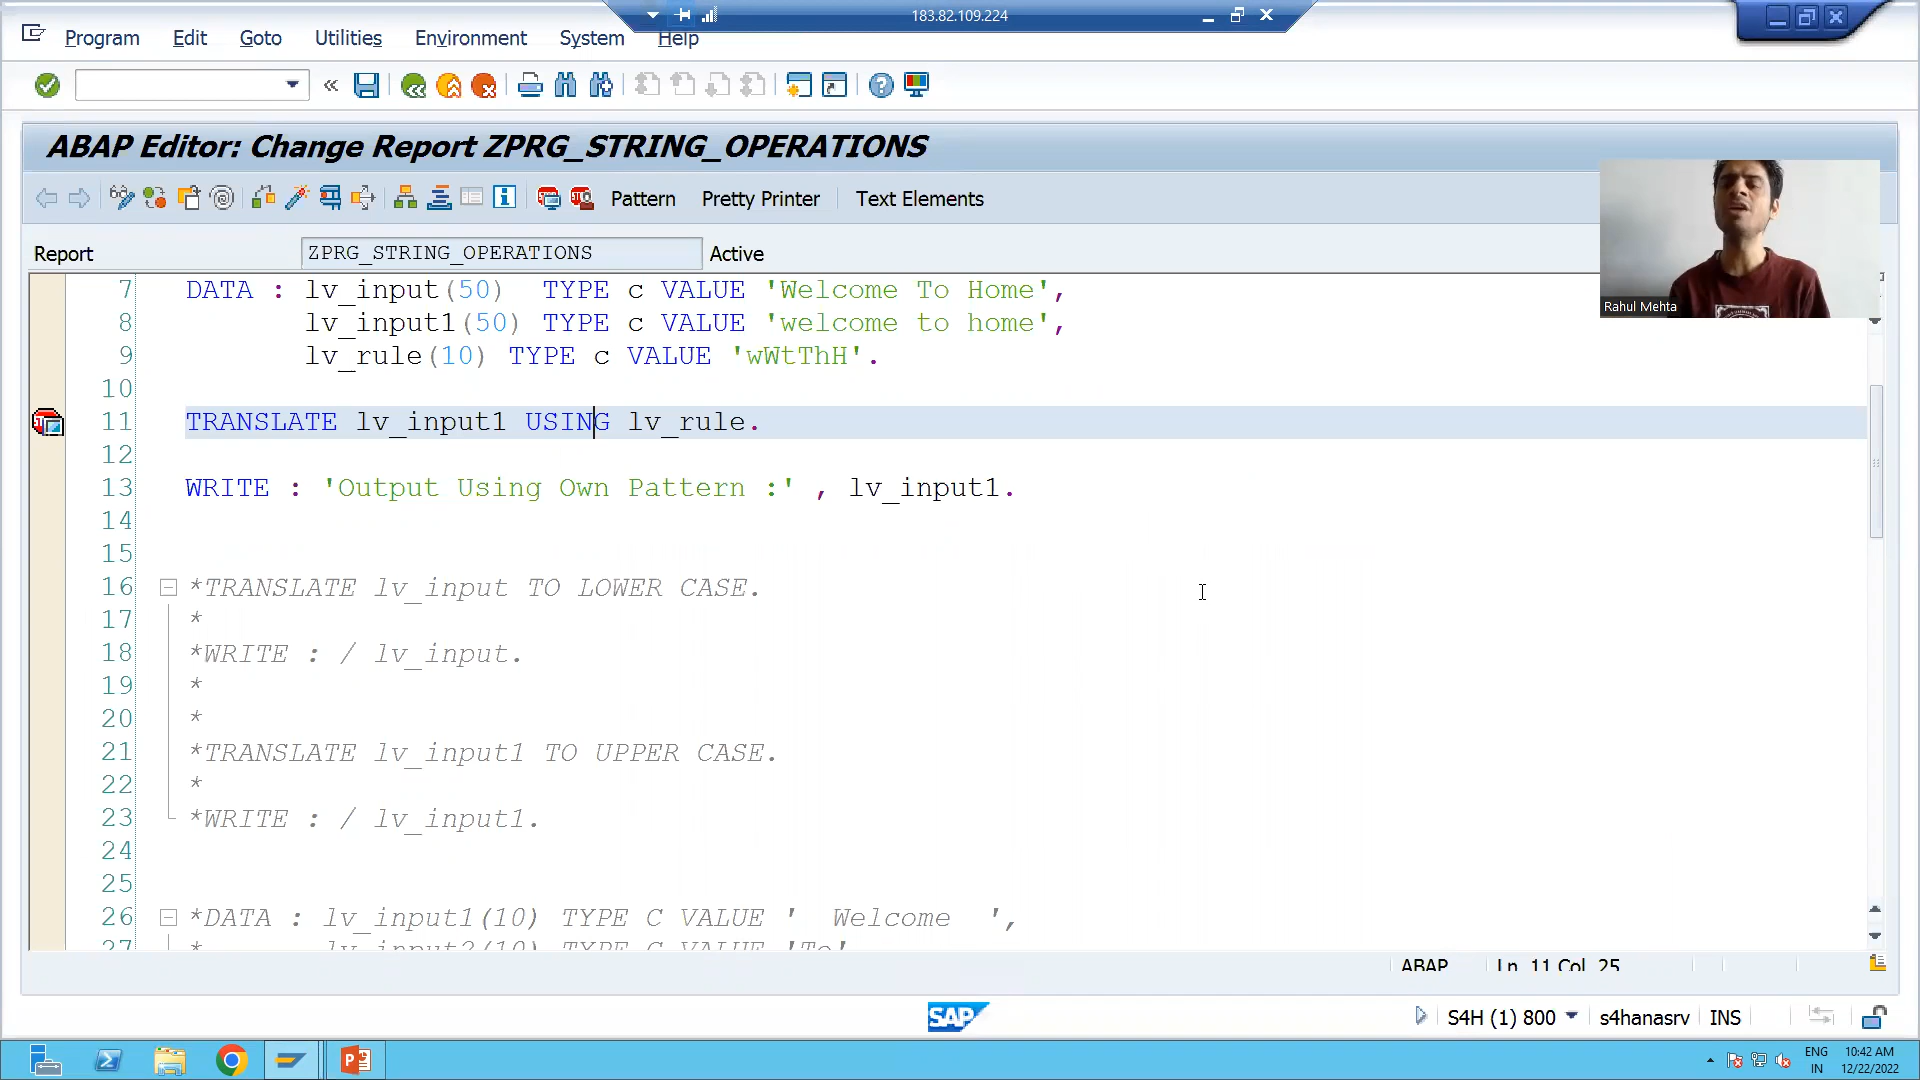 183.82.109.224
Program Edit Goto Utilities Environment System Help
ABAP Editor: Change Report ZPRG_STRING_OPERATIONS
Pattern Pretty Printer Text Elements
Report ZPRG_STRING_OPERATIONS Active
Rahul Mehta
7 DATA : lv_input(50) TYPE c VALUE 'Welcome To Home',
8 lv_input1(50) TYPE c VALUE 'welcome to home',
9 lv_rule(10) TYPE c VALUE 'wWtThH'.
10
11 TRANSLATE lv_input1 USING lv_rule.
12
13 WRITE : 'Output Using Own Pattern :' , lv_input1.
14
15
16 *TRANSLATE lv_input TO LOWER CASE.
17 *
18 *WRITE : / lv_input.
19 *
20 *
21 *TRANSLATE lv_input1 TO UPPER CASE.
22 *
23 *WRITE : / lv_input1.
24
25
26 *DATA : lv_input1(10) TYPE C VALUE '  Welcome  ',
27 * lv_input2(10) TYPE C VALUE 'To'
ABAP Ln 11 Col 25
SAP
S4H (1) 800 s4hanasrv INS
ENG 10:42 AM
IN 12/22/2022